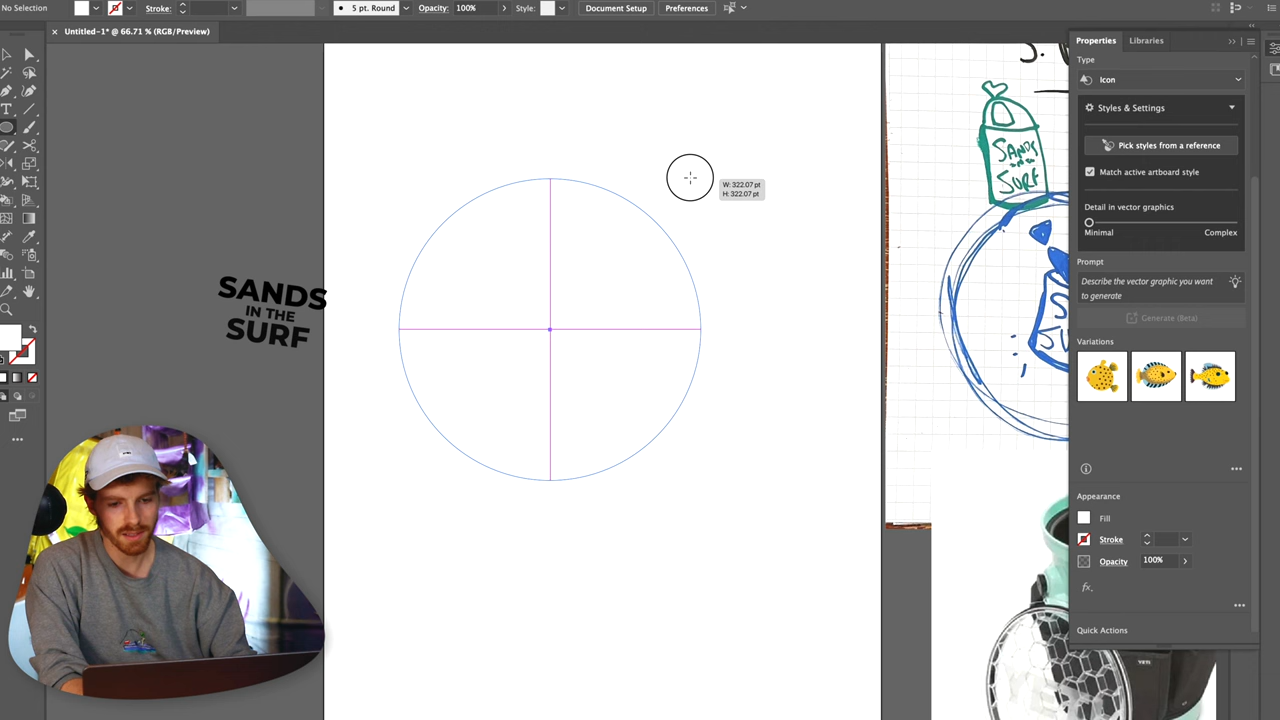 No Selection
Stroke:
5 pt. Round
Opacity: 100%
Style:
Document Setup
Preferences
× Untitled-1* @ 66.71 % (RGB/Preview)
Properties
Libraries
Type
Icon
Styles & Settings
Pick styles from a reference
Match active artboard style
Detail in vector graphics
Minimal
Complex
Prompt
Describe the vector graphic you want
to generate
Generate (Beta)
Variations
Appearance
Fill
Stroke
Opacity
100%
fx.
Quick Actions
W: 322.07 pt
H: 322.07 pt
SANDS
IN THE
SURF
SANDS
SURF
YETI